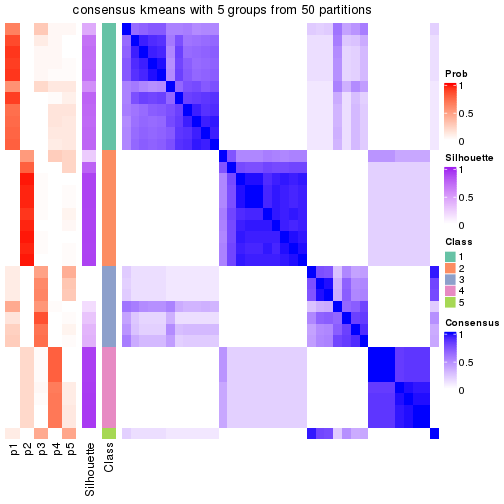 consensus kmeans with 5 groups from 50 partitions
Prob
1
0.5
0
Silhouette
1
0.5
0
Class
1
2
3
4
5
Consensus
1
0.5
0
p1
p2
p3
p4
p5
Silhouette
Class